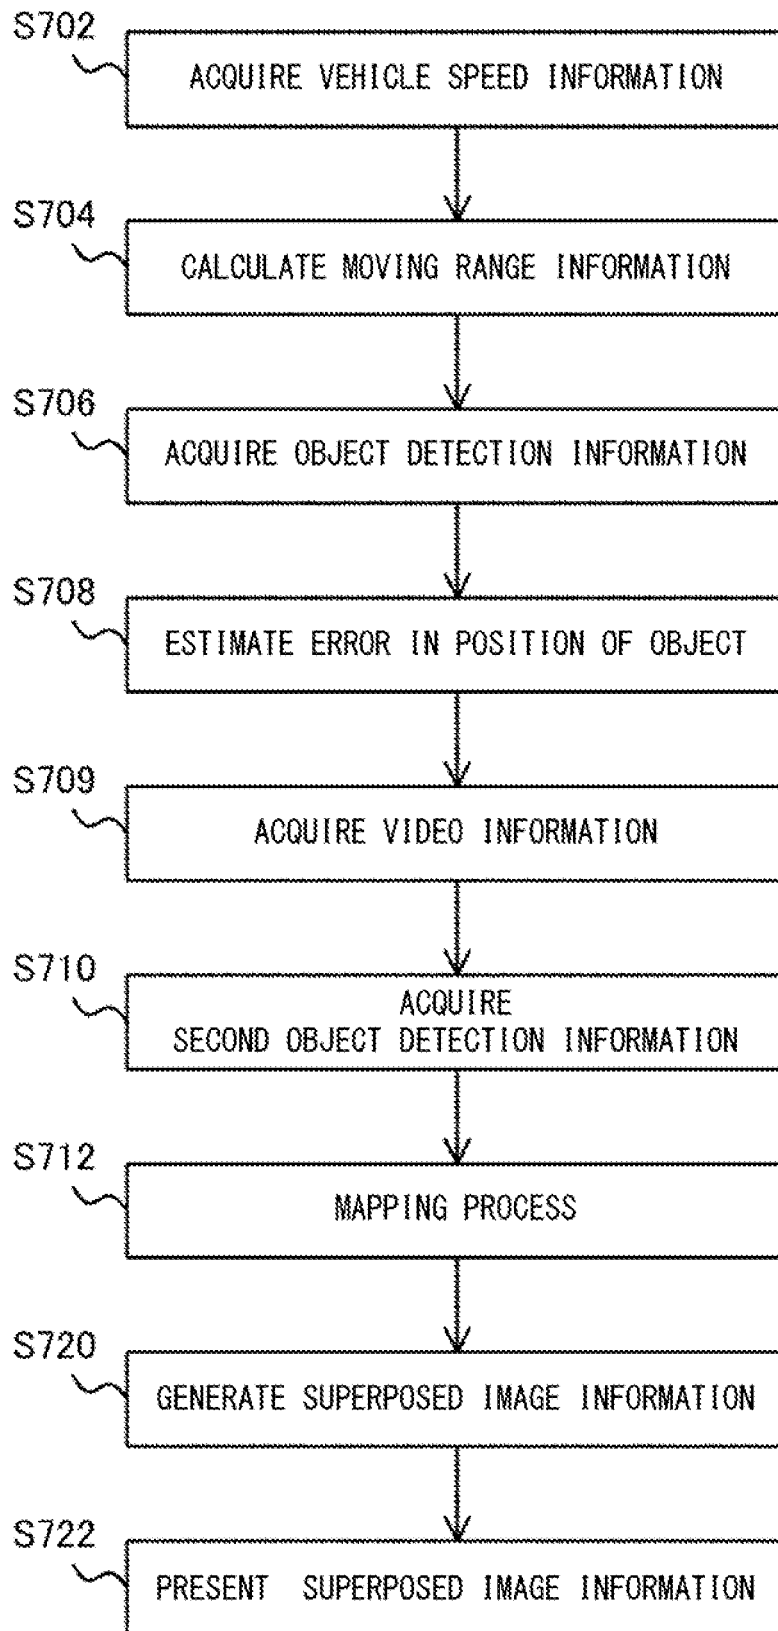 S702
ACQUIRE VEHICLE SPEED INFORMATION
S704
CALCULATE MOVING RANGE INFORMATION
S706
ACQUIRE OBJECT DETECTION INFORMATION
S708
ESTIMATE ERROR IN POSITION OF OBJECT
S709
ACQUIRE VIDEO INFORMATION
S710
ACQUIRE
SECOND OBJECT DETECTION INFORMATION
S712
MAPPING PROCESS
S720
GENERATE SUPERPOSED IMAGE INFORMATION
S722
PRESENT SUPERPOSED IMAGE INFORMATION